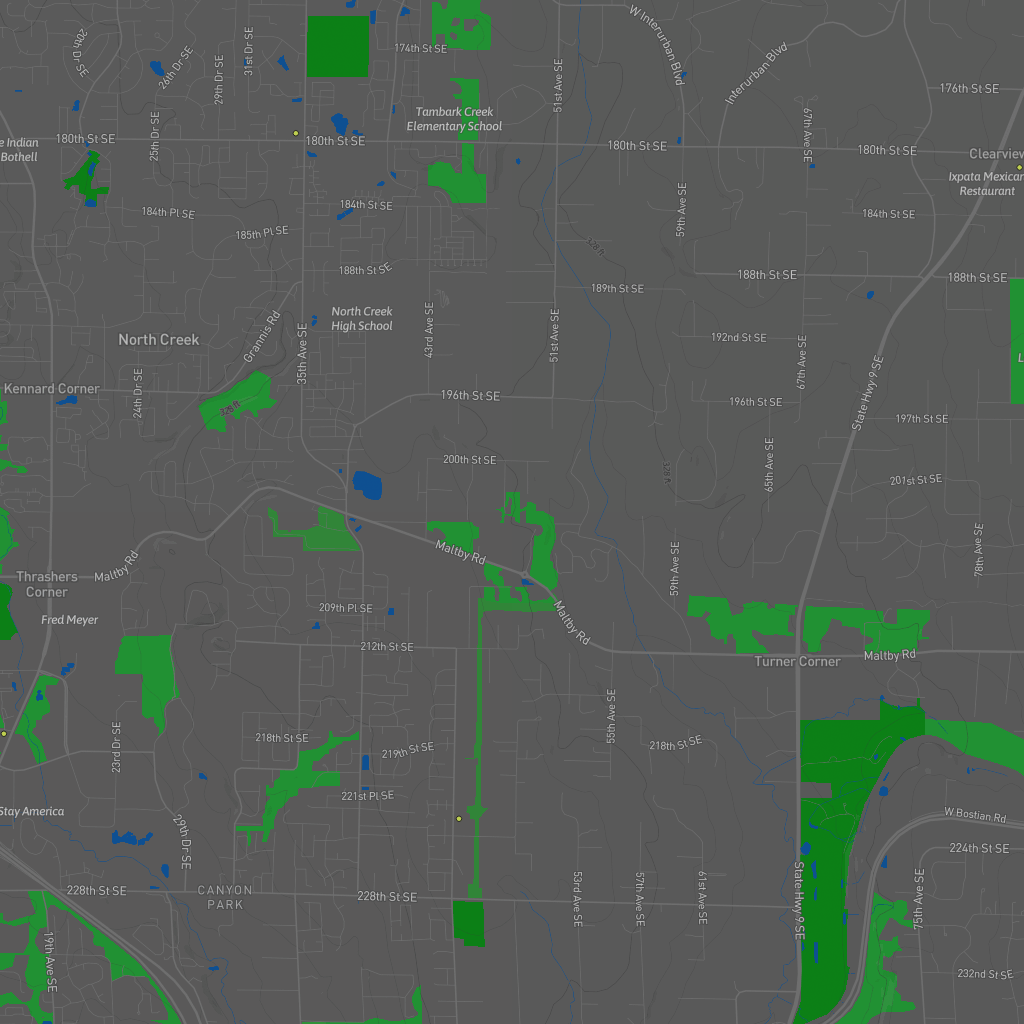 W Interurban Blvd
20th Dr SE
31st Dr SE
174th St SE
26th Dr SE
Interurban Blvd
29th Dr SE
51st Ave SE
176th St SE
Tambark Creek
Elementary School
67th Ave SE
25th Dr SE
e Indian
Bothell
180th St SE
180th St SE
180th St SE
180th St SE
Clearview
Ixpata Mexican
Restaurant
184th Pl SE
184th St SE
59th Ave SE
184th St SE
185th Pl SE
328 ft
188th St SE
188th St SE
188th St SE
189th St SE
North Creek
High School
Grannis Rd
43rd Ave SE
51st Ave SE
North Creek
35th Ave SE
192nd St SE
67th Ave SE
L
Kennard Corner
24th Dr SE
State Hwy 9 SE
328 ft
196th St SE
196th St SE
197th St SE
200th St SE
328 ft
65th Ave SE
201st St SE
Maltby Rd
Maltby Rd
59th Ave SE
78th Ave SE
Thrashers
Corner
Fred Meyer
209th Pl SE
Maltby Rd
212th St SE
Turner Corner
Maltby Rd
23rd Dr SE
218th St SE
219th St SE
55th Ave SE
218th St SE
221st Pl SE
Stay America
29th Dr SE
W Bostian Rd
224th St SE
228th St SE
CANYON
PARK
228th St SE
53rd Ave SE
57th Ave SE
61st Ave SE
State Hwy 9 SE
75th Ave SE
19th Ave SE
232nd St SE